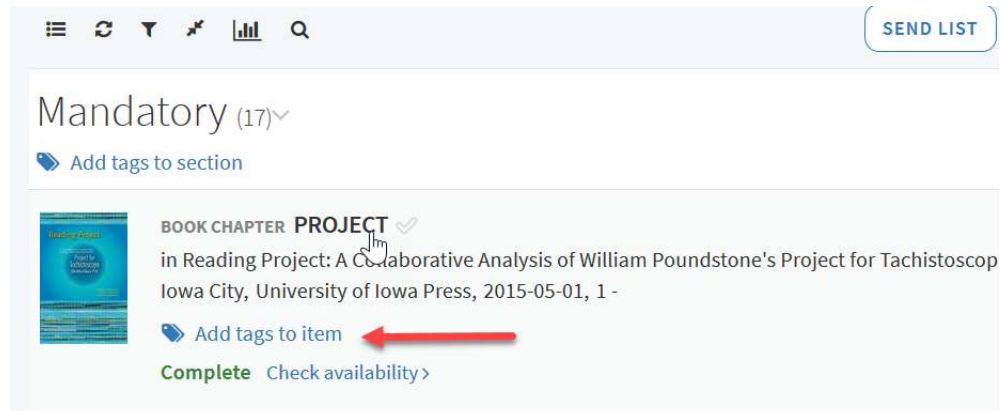 SEND LIST
Mandatory (17)
Add tags to section
Reading Project
BOOK CHAPTER PROJECT
in Reading Project: A Collaborative Analysis of William Poundstone's Project for Tachistoscop
Iowa City, University of Iowa Press, 2015-05-01, 1 -
Add tags to item
Complete Check availability >